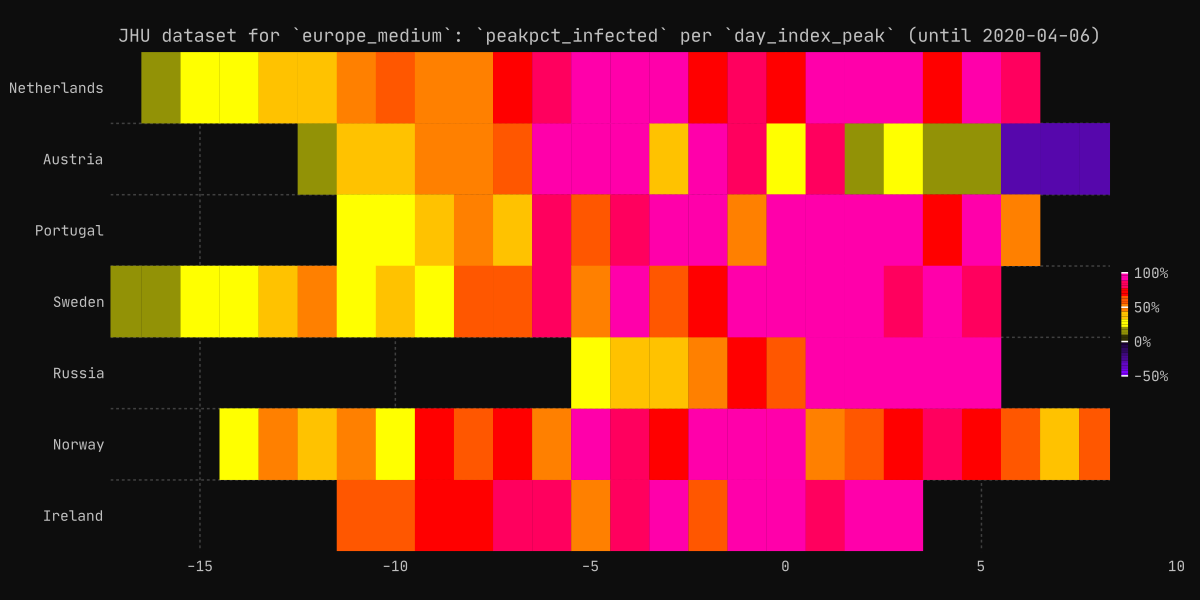 JHU dataset for `europe_medium`: `peakpct_infected` per `day_index_peak` (until 2020-04-06)
Netherlands
Austria
Portugal
Sweden
Russia
Norway
Ireland
100%
50%
0%
-50%
-15 -10 -5 0 5 10